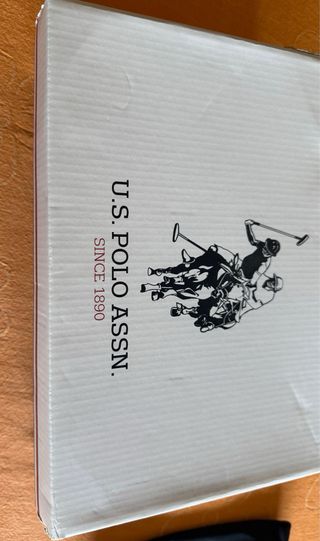 U.S. POLO ASSN.
SINCE 1890